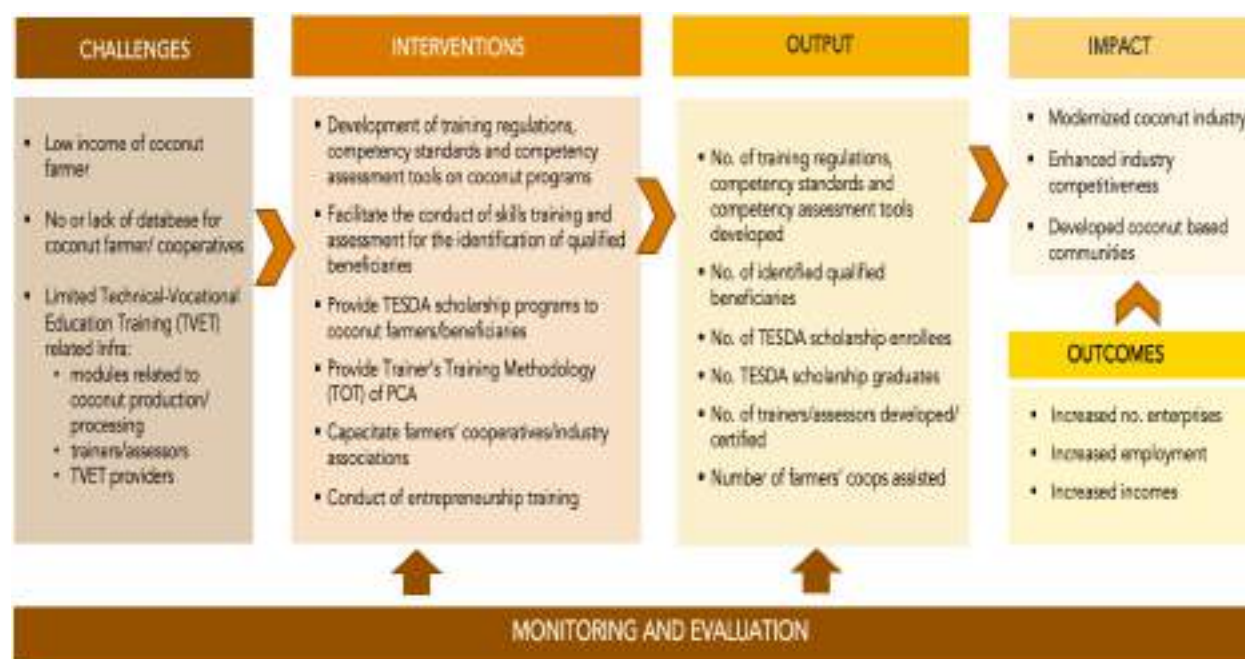 CHALLENGES
Low income of coconut
farmer
No or lack of database for
coconut farmer/ cooperatives
Limited Technical-Vocational
Education Training (TVET)
related Infra:
modules related to
coconut production/
processing
trainers/assessors
TVET providers
INTERVENTIONS
Development of training regulations,
competency standards and competency
assessment tools on coconut programs
Facilitate the conduct of skills training and
assessment for the identification of qualified
beneficiaries
Provide TESDA scholarship programs to
coconut farmers/beneficiaries
Provide Trainer's Training Methodology
(TOT) of PCA
Capacitate farmers' cooperatives/industry
associations
Conduct of entrepreneurship training
OUTPUT
No. of training regulations,
competency standards and
competency assessment tools
developed
No. of identified qualified
beneficiaries
No. of TESDA scholarship enrollees
No. TESDA scholarship graduates
No. of trainers/assessors developed/
certified
Number of farmers' coops assisted
IMPACT
Modernized coconut industry
Enhanced industry
competitiveness
Developed coconut based
communities
OUTCOMES
Increased no. enterprises
Increased employment
Increased incomes
MONITORING AND EVALUATION